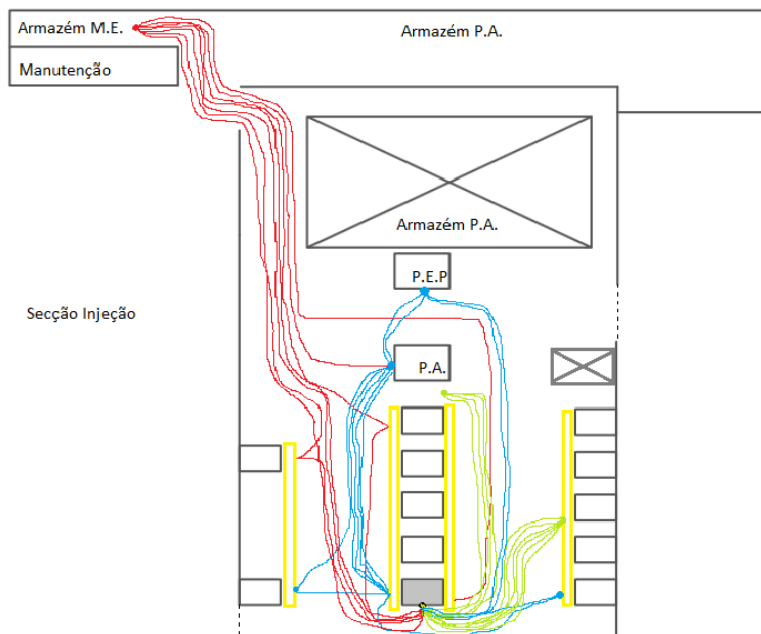 Armazém M.E.
Armazém P.A.
Manutenção
Armazém P.A.
P.E.P
Secção Injeção
P.A.